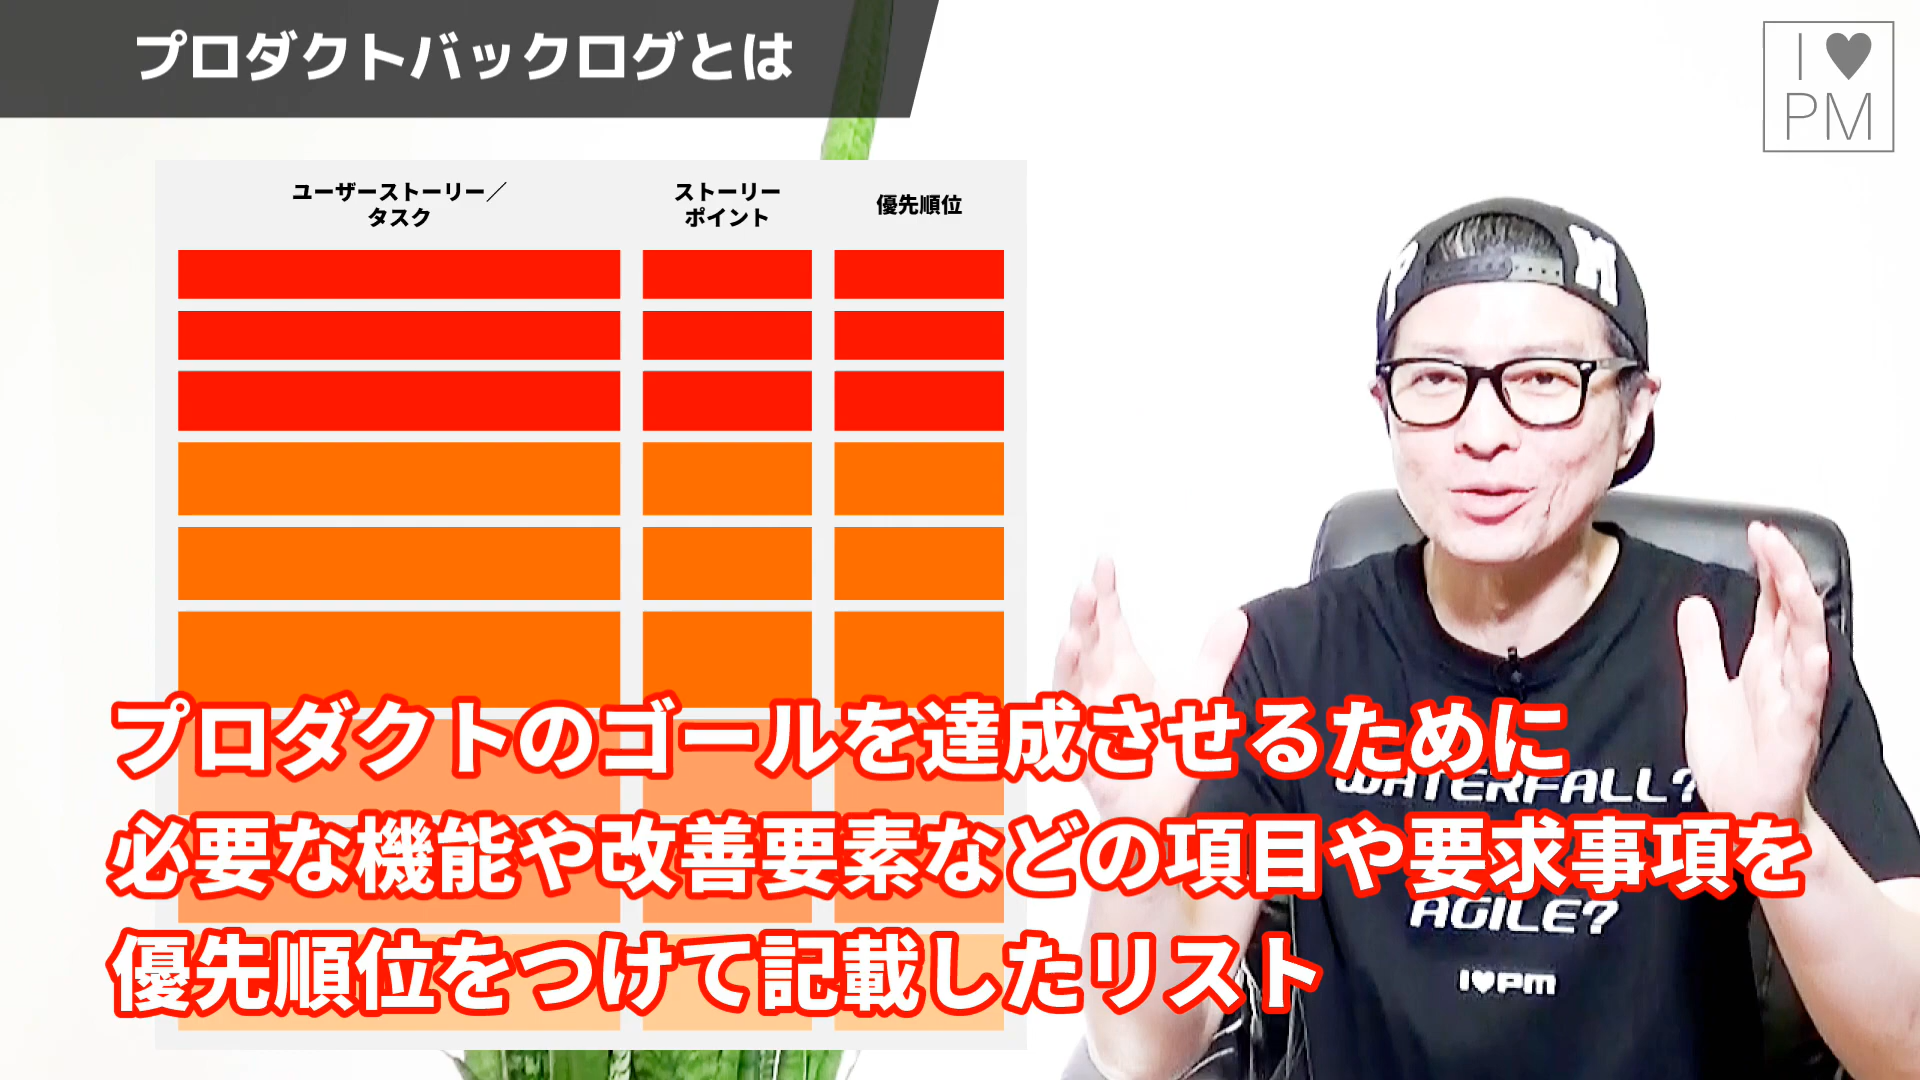 プロダクトバックログとは
I ♥
PM
ユーザーストーリー／
タスク
ストーリー
ポイント
優先順位
P M
プロダクトのゴールを達成させるために
必要な機能や改善要素などの項目や要求事項を
優先順位をつけて記載したリスト
WATERFALL?
AGILE?
I♥PM